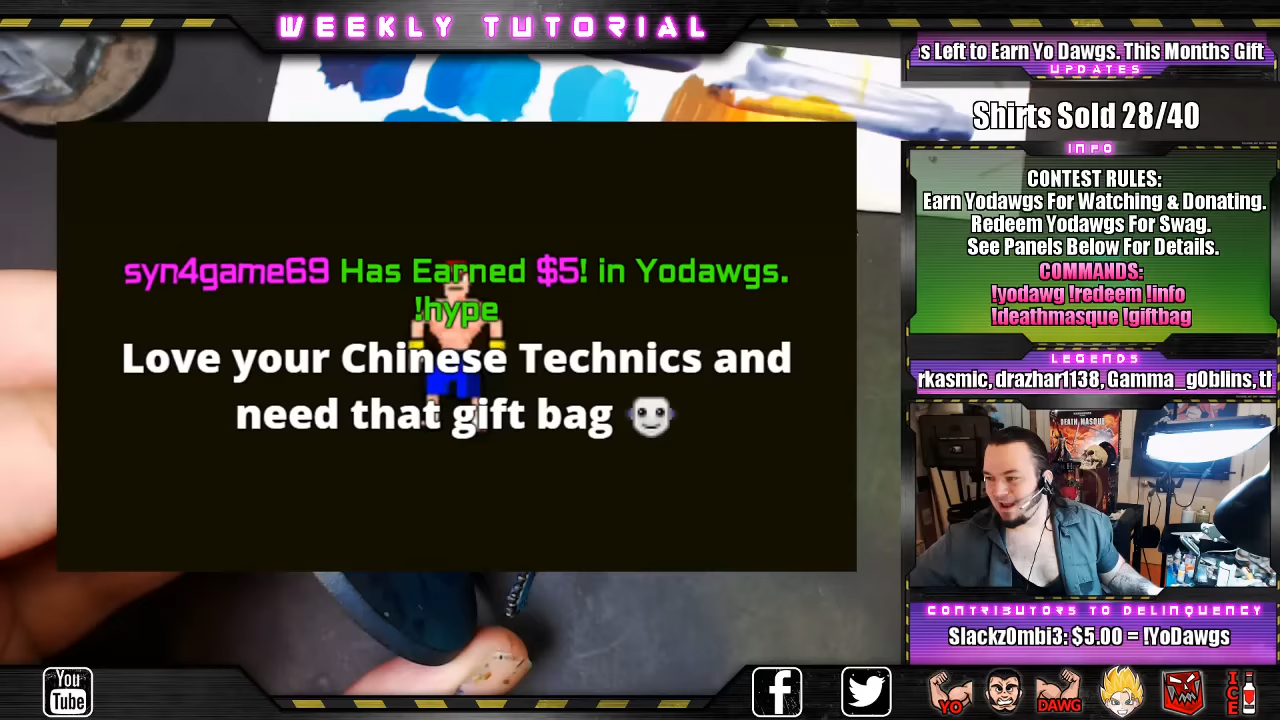 WEEKLY TUTORIAL
s Left to Earn Yo Dawgs. This Months Gift
UPDATES
Shirts Sold 28/40
INFO
CONTEST RULES:
Earn Yodawgs For Watching & Donating.
Redeem Yodawgs For Swag.
See Panels Below For Details.
COMMANDS:
!yodawg !redeem !info
!deathmasque !giftbag
LEGENDS
rkasmic, drazhar1138, Gamma_g0blins, tl
syn4game69 Has Earned $5! in Yodawgs.
!hype
Love your Chinese Technics and
need that gift bag
DEATH MASQUE
CONTRIBUTORS TO DELINQUENCY
Slackz0mbi3: $5.00 = !YoDawgs
You
Tube
YO
DAWG
ICE